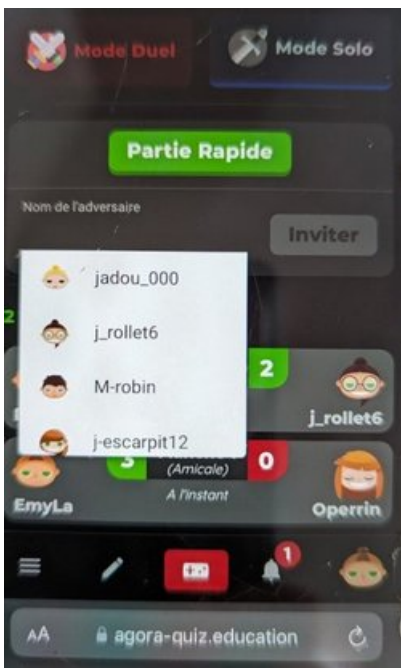 Mode Duel
Mode Solo
Partie Rapide
Nom de l'adversaire
Inviter
jadou_000
j_rollet6
M-robin
j-escarpit12
2
2
j_rollet6
3
(Amicale)
0
A l'instant
EmyLa
Operrin
1
AA
agora-quiz.education